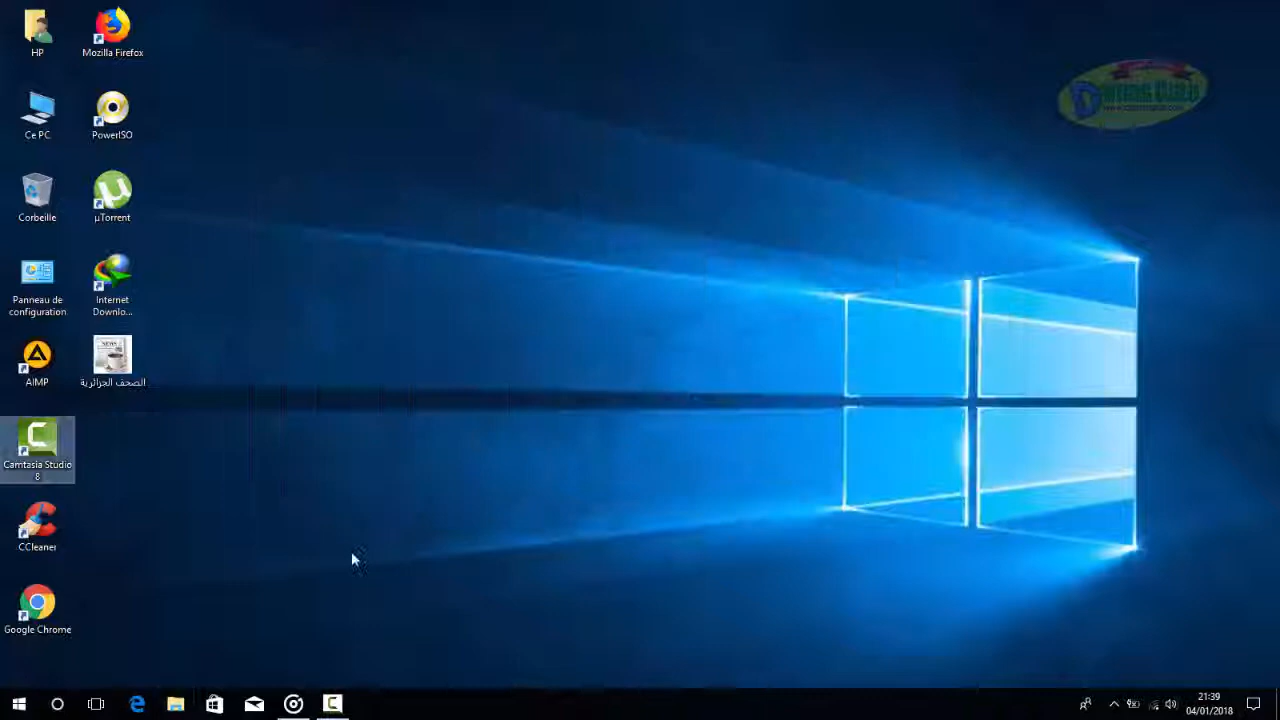 HP
Mozilla Firefox
Ce PC
PowerISO
Corbeille
µTorrent
Panneau de
configuration
Internet
Downlo...
NEWS
AIMP
الصحف الجزائرية
Camtasia Studio
8
CCleaner
Google Chrome
21:39
04/01/2018